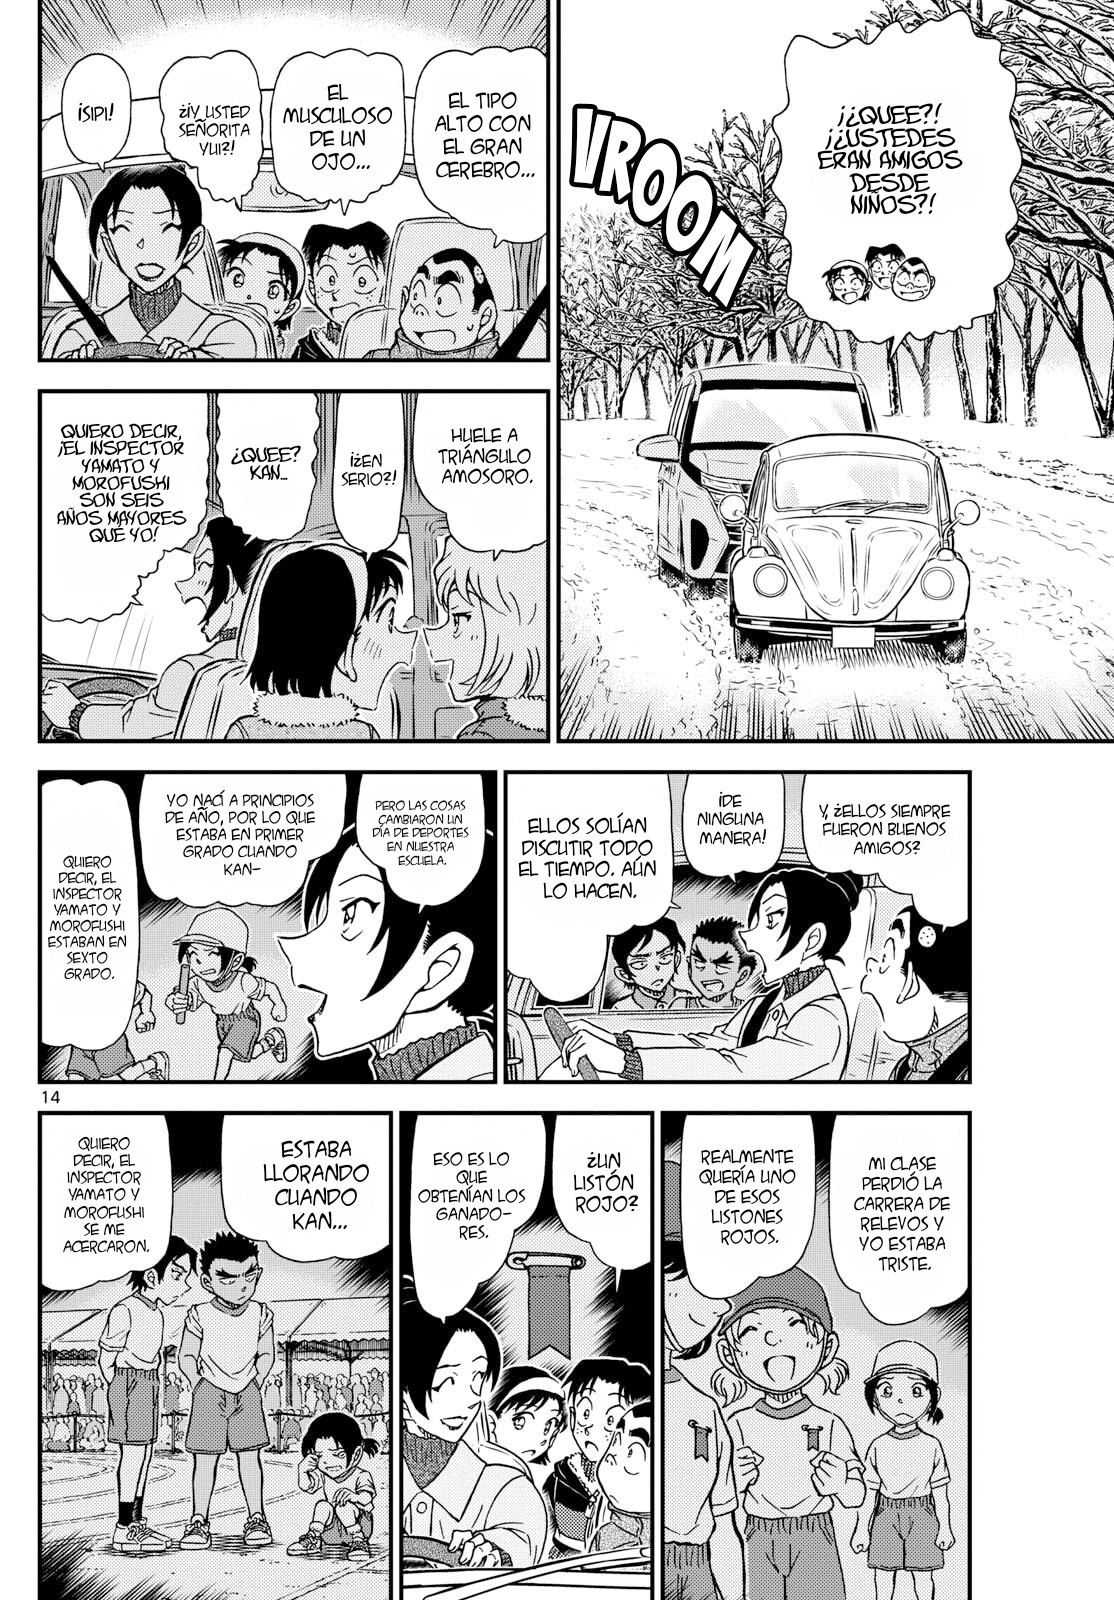 ¡¿QUEE?!
¡¿USTEDES
ERAN AMIGOS
DESDE
NIÑOS?!
VROOM
EL TIPO
ALTO CON
EL GRAN
CEREBRO...
EL
MUSCULOSO
DE UN
OJO...
¿¡Y USTED
SEÑORITA
YUI?!
¡SIPI!
HUELE A
TRIÁNGULO
AMOSORO.
¡¿EN
SERIO?!
¿QUEE?
KAN...
QUIERO DECIR,
¡EL INSPECTOR
YAMATO Y
MOROFUSHI
SON SEIS
AÑOS MAYORES
QUE YO!
Y, ¿ELLOS SIEMPRE
FUERON BUENOS
AMIGOS?
¡DE
NINGUNA
MANERA!
ELLOS SOLÍAN
DISCUTIR TODO
EL TIEMPO. AÚN
LO HACEN.
PERO LAS COSAS
CAMBIARON UN
DÍA DE DEPORTES
EN NUESTRA
ESCUELA.
YO NACÍ A PRINCIPIOS
DE AÑO, POR LO QUE
ESTABA EN PRIMER
GRADO CUANDO
KAN-
QUIERO
DECIR, EL
INSPECTOR
YAMATO Y
MOROFUSHI
ESTABAN EN
SEXTO
GRADO.
14
MI CLASE
PERDIÓ LA
CARRERA DE
RELEVOS Y
YO ESTABA
TRISTE.
REALMENTE
QUERÍA UNO
DE ESOS
LISTONES
ROJOS.
¿UN
LISTÓN
ROJO?
ESO ES LO
QUE
OBTENÍAN LOS
GANADO-
RES.
ESTABA
LLORANDO
CUANDO
KAN...
QUIERO
DECIR, EL
INSPECTOR
YAMATO Y
MOROFUSHI
SE ME
ACERCARON.